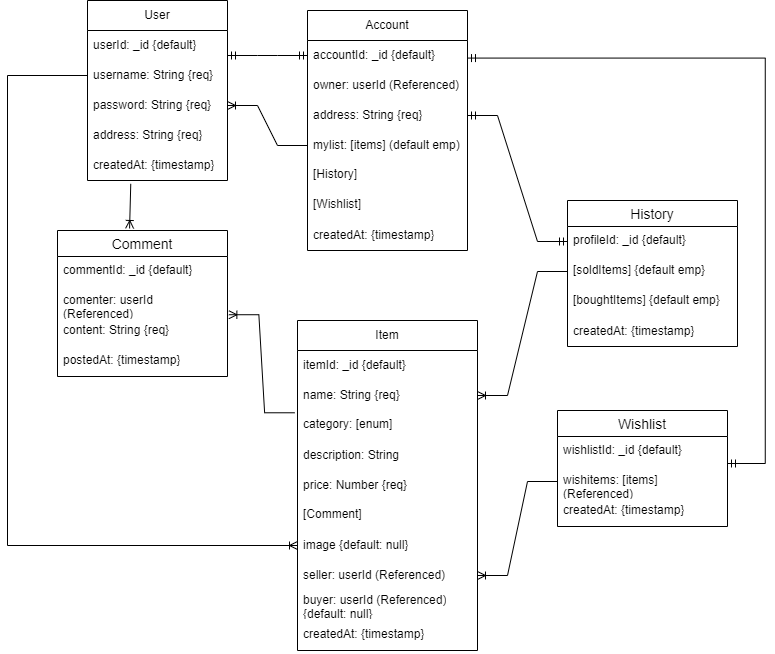 User
userId: _id {default}
username: String {req}
password: String {req}
address: String {req}
createdAt: {timestamp}
Account
accountId: _id {default}
owner: userId (Referenced)
address: String {req}
mylist: [items] (default emp)
[History]
[Wishlist]
createdAt: {timestamp}
History
profileId: _id {default}
[soldItems] {default emp}
[boughtItems] {default emp}
createdAt: {timestamp}
Comment
commentId: _id {default}
comenter: userId
(Referenced)
content: String {req}
postedAt: {timestamp}
Item
itemId: _id {default}
name: String {req}
category: [enum]
description: String
price: Number {req}
[Comment]
image {default: null}
seller: userId (Referenced)
buyer: userId (Referenced)
{default: null}
createdAt: {timestamp}
Wishlist
wishlistId: _id {default}
wishitems: [items]
(Referenced)
createdAt: {timestamp}